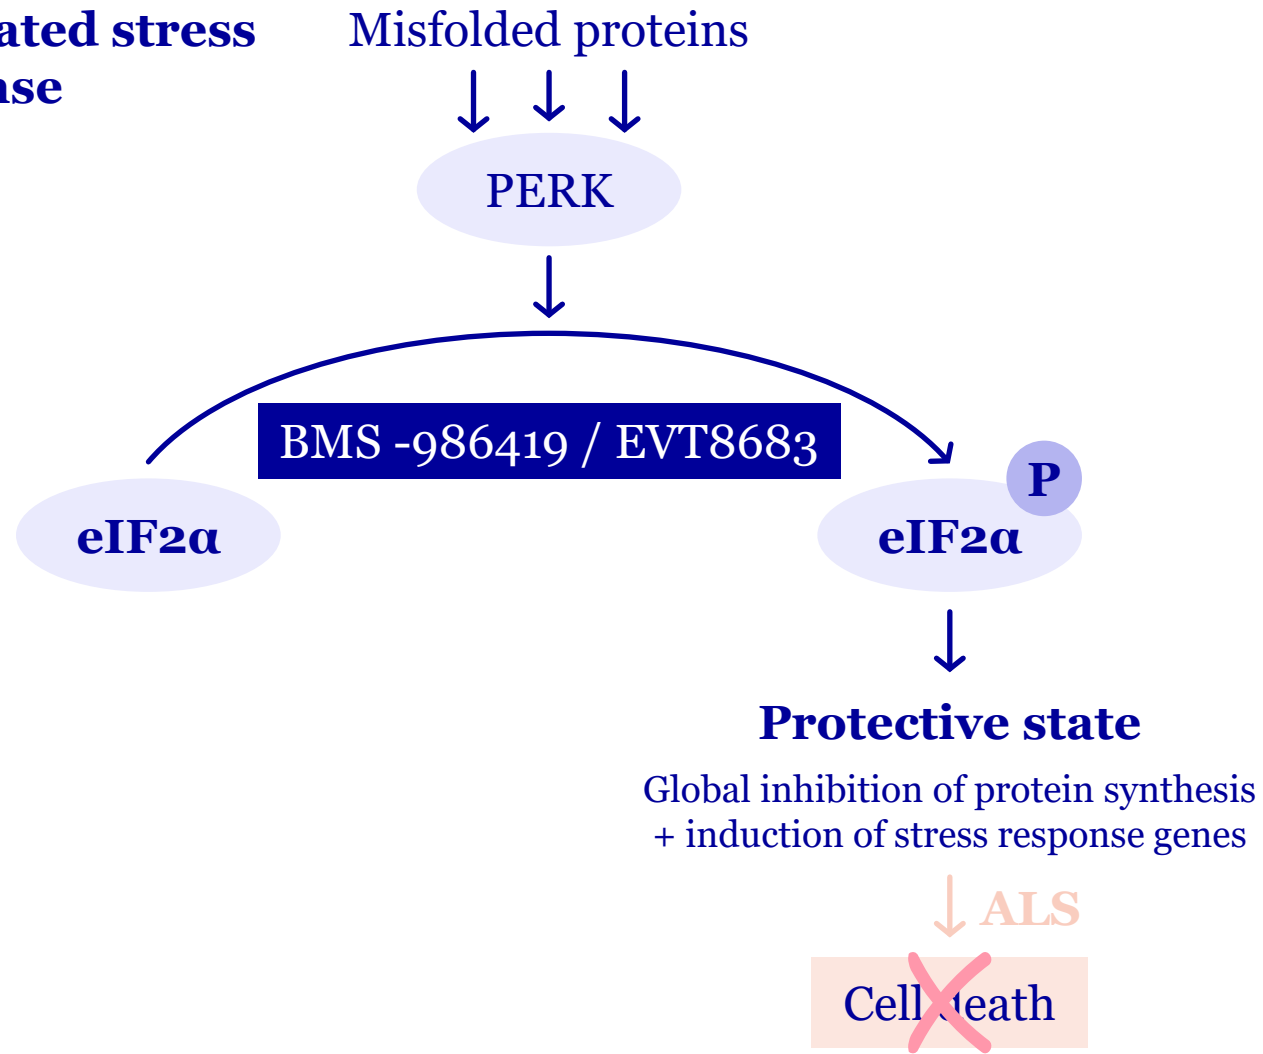 ated stress
nse
Misfolded proteins
PERK
BMS -986419 / EVT8683
eIF2α
P
eIF2α
Protective state
Global inhibition of protein synthesis
+ induction of stress response genes
ALS
Cell death